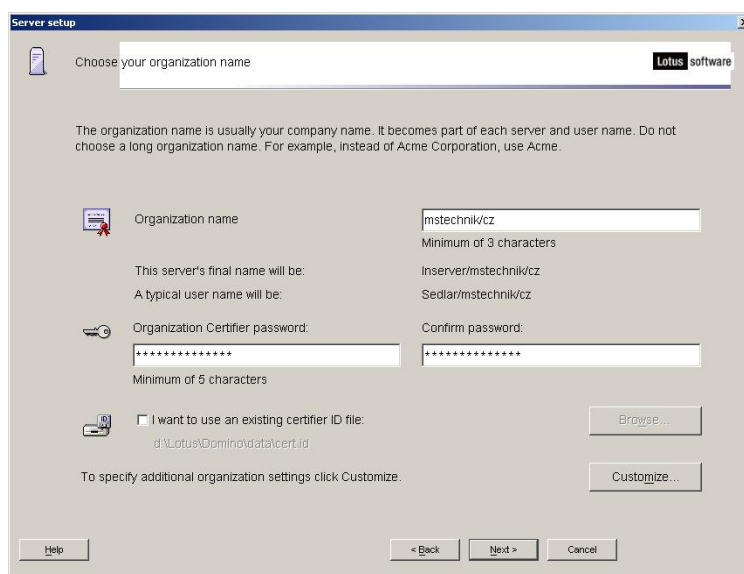 Server setup
Choose your organization name
Lotus software
The organization name is usually your company name. It becomes part of each server and user name. Do not
choose a long organization name. For example, instead of Acme Corporation, use Acme.
Organization name
mstechnik/cz
Minimum of 3 characters
This server's final name will be:
lnserver/mstechnik/cz
A typical user name will be:
Sedlar/mstechnik/cz
Organization Certifier password:
Confirm password:
**************
**************
Minimum of 5 characters
I want to use an existing certifier ID file:
Browse...
d:\Lotus\Domino\data\cert.id
To specify additional organization settings click Customize.
Customize...
Help
< Back
Next >
Cancel